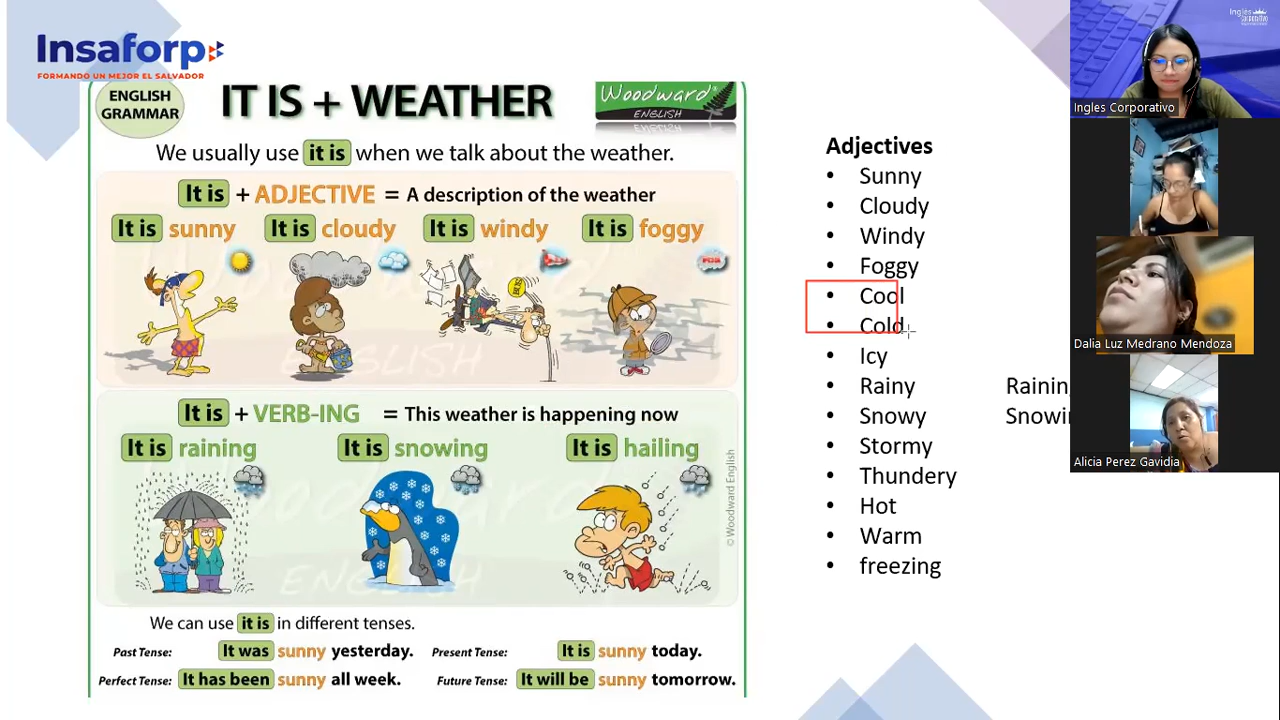 Insaforp
FORMANDO UN MEJOR EL SALVADOR
ENGLISH
GRAMMAR
IT IS + WEATHER
Woodward
ENGLISH
We usually use it is when we talk about the weather.
It is + ADJECTIVE = A description of the weather
It is sunny
It is cloudy
It is windy
It is foggy
It is + VERB-ING = This weather is happening now
It is raining
It is snowing
It is hailing
© Woodward English
We can use it is in different tenses.
Past Tense: It was sunny yesterday.
Present Tense: It is sunny today.
Perfect Tense: It has been sunny all week.
Future Tense: It will be sunny tomorrow.
Adjectives
• Sunny
• Cloudy
• Windy
• Foggy
• Cool
• Cold
• Icy
• Rainy Rainin
• Snowy Snowin
• Stormy
• Thundery
• Hot
• Warm
• freezing
Ingles Corporativo
Dalia Luz Medrano Mendoza
Alicia Perez Gavidia